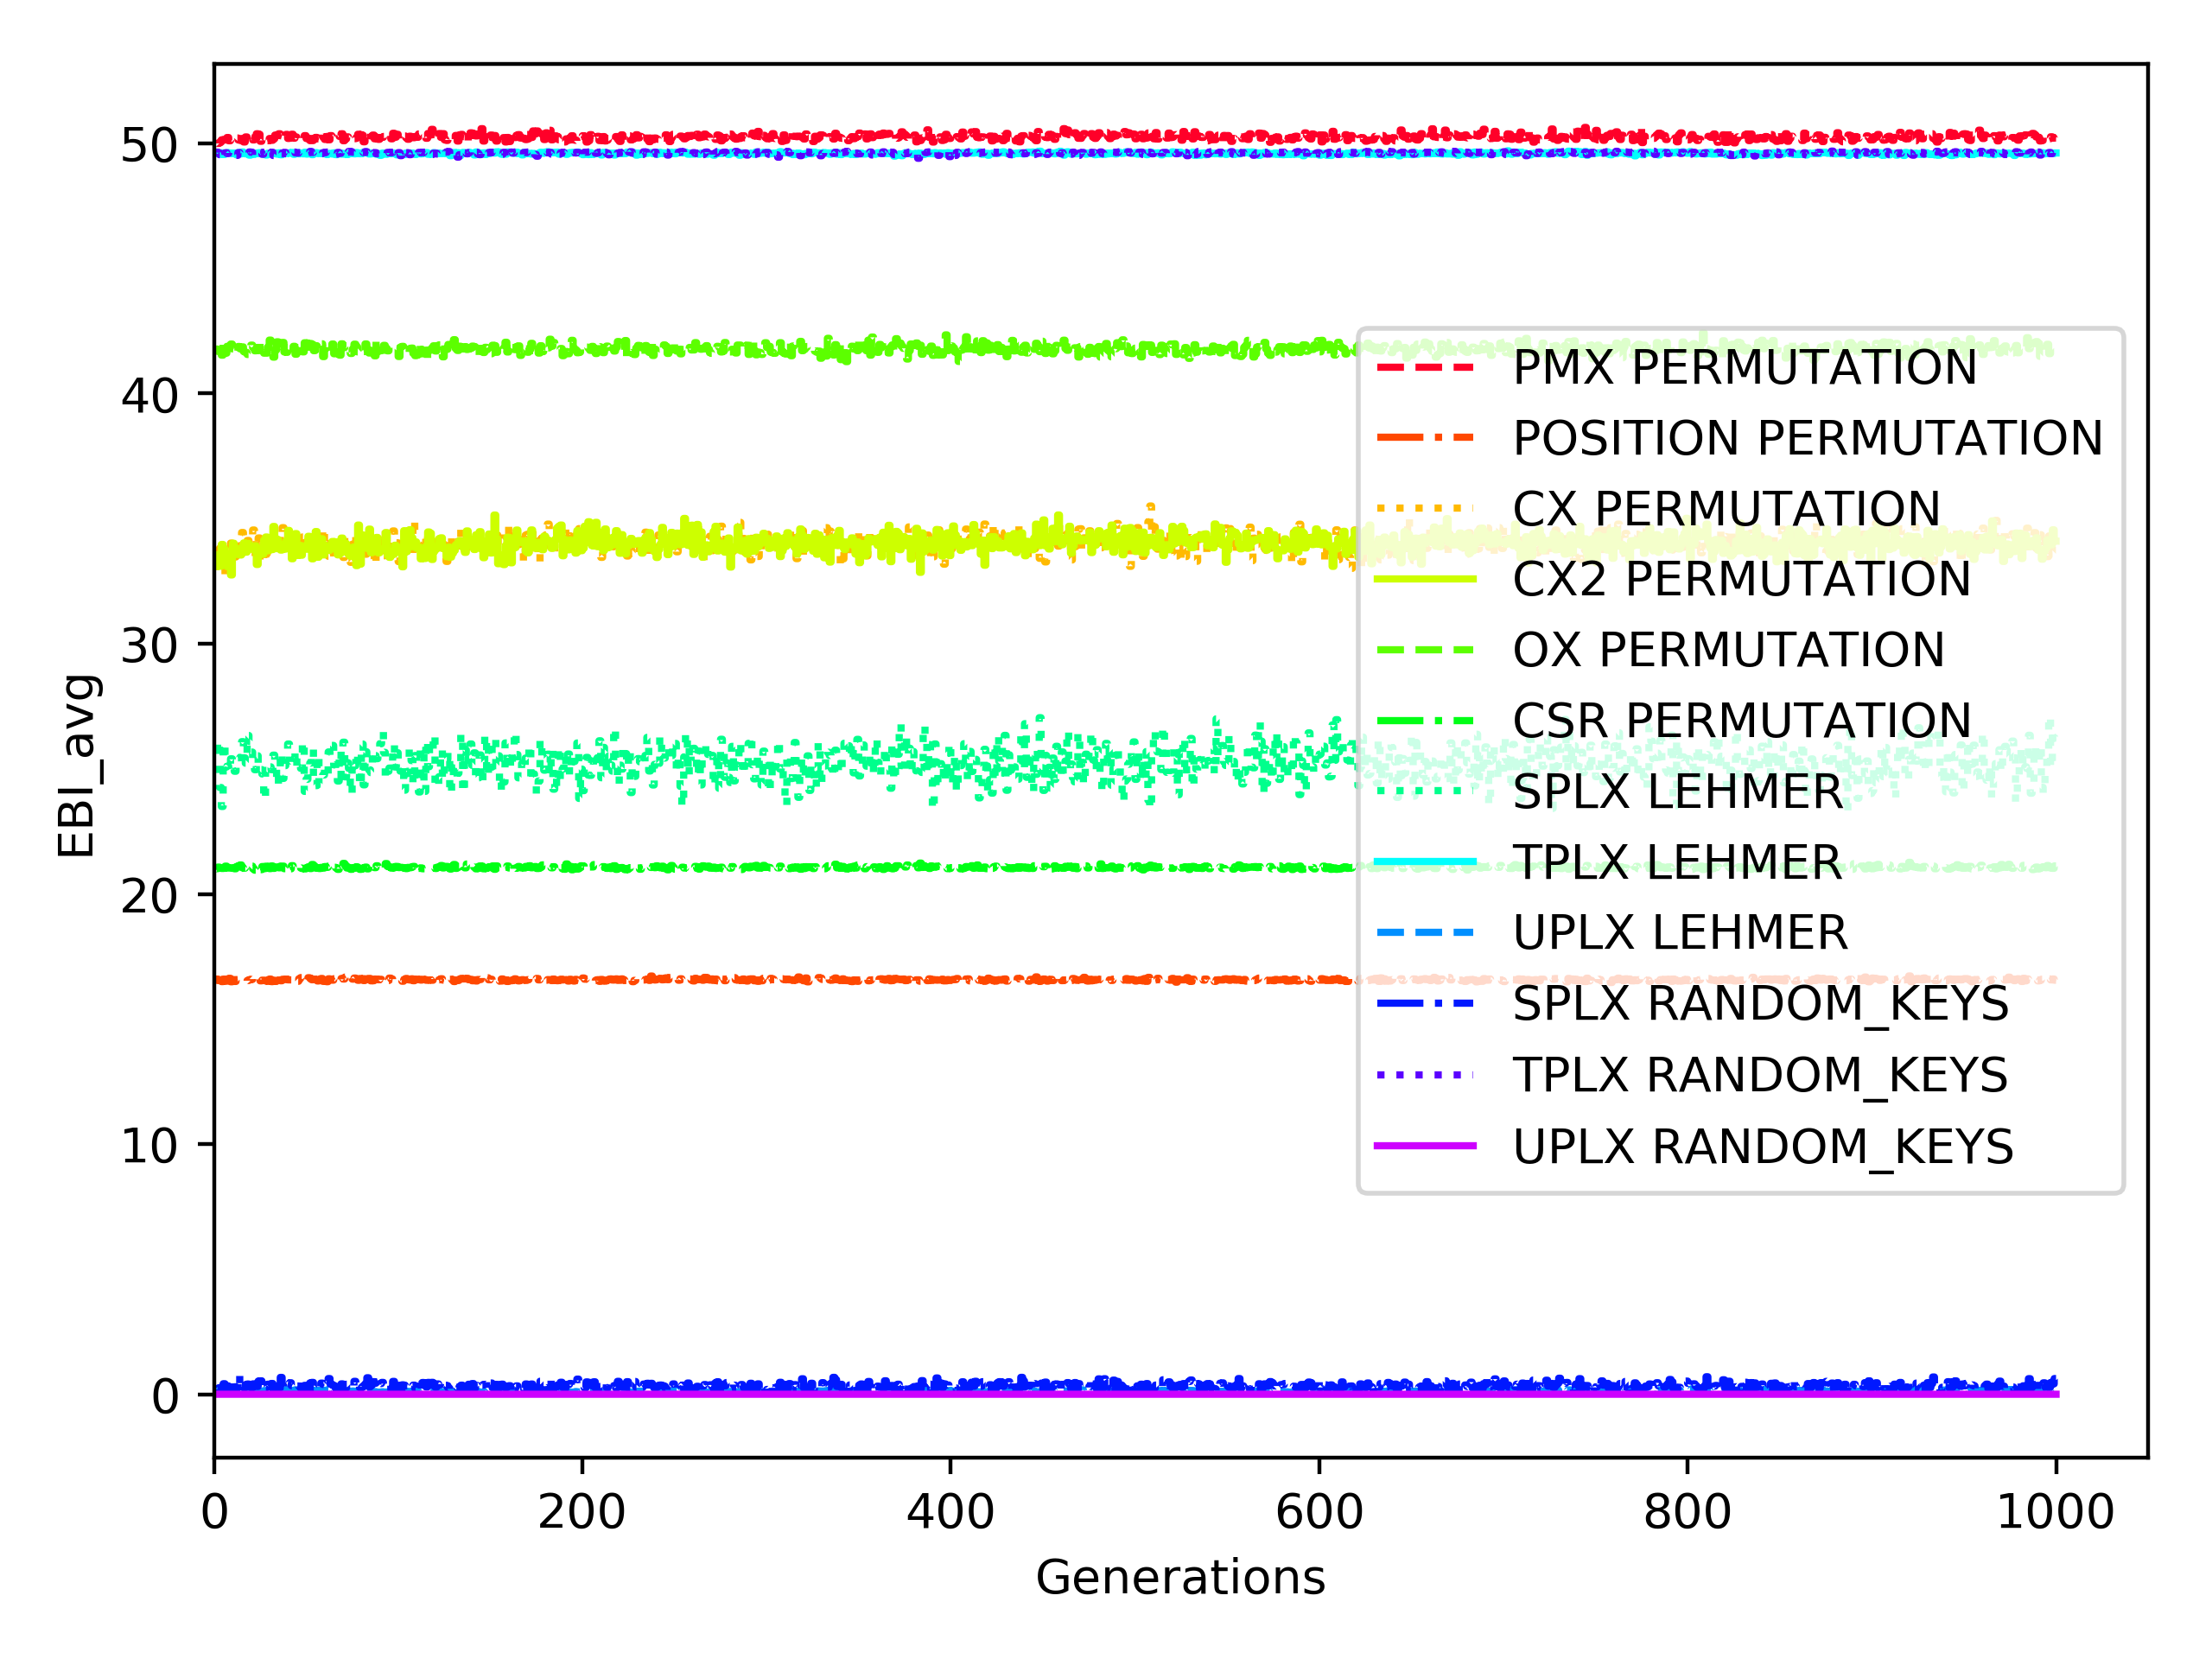 50
40
30
20
10
0
EBI_avg
PMX PERMUTATION
POSITION PERMUTATION
CX PERMUTATION
CX2 PERMUTATION
OX PERMUTATION
CSR PERMUTATION
SPLX LEHMER
TPLX LEHMER
UPLX LEHMER
SPLX RANDOM_KEYS
TPLX RANDOM_KEYS
UPLX RANDOM_KEYS
0 200 400 600 800 1000
Generations